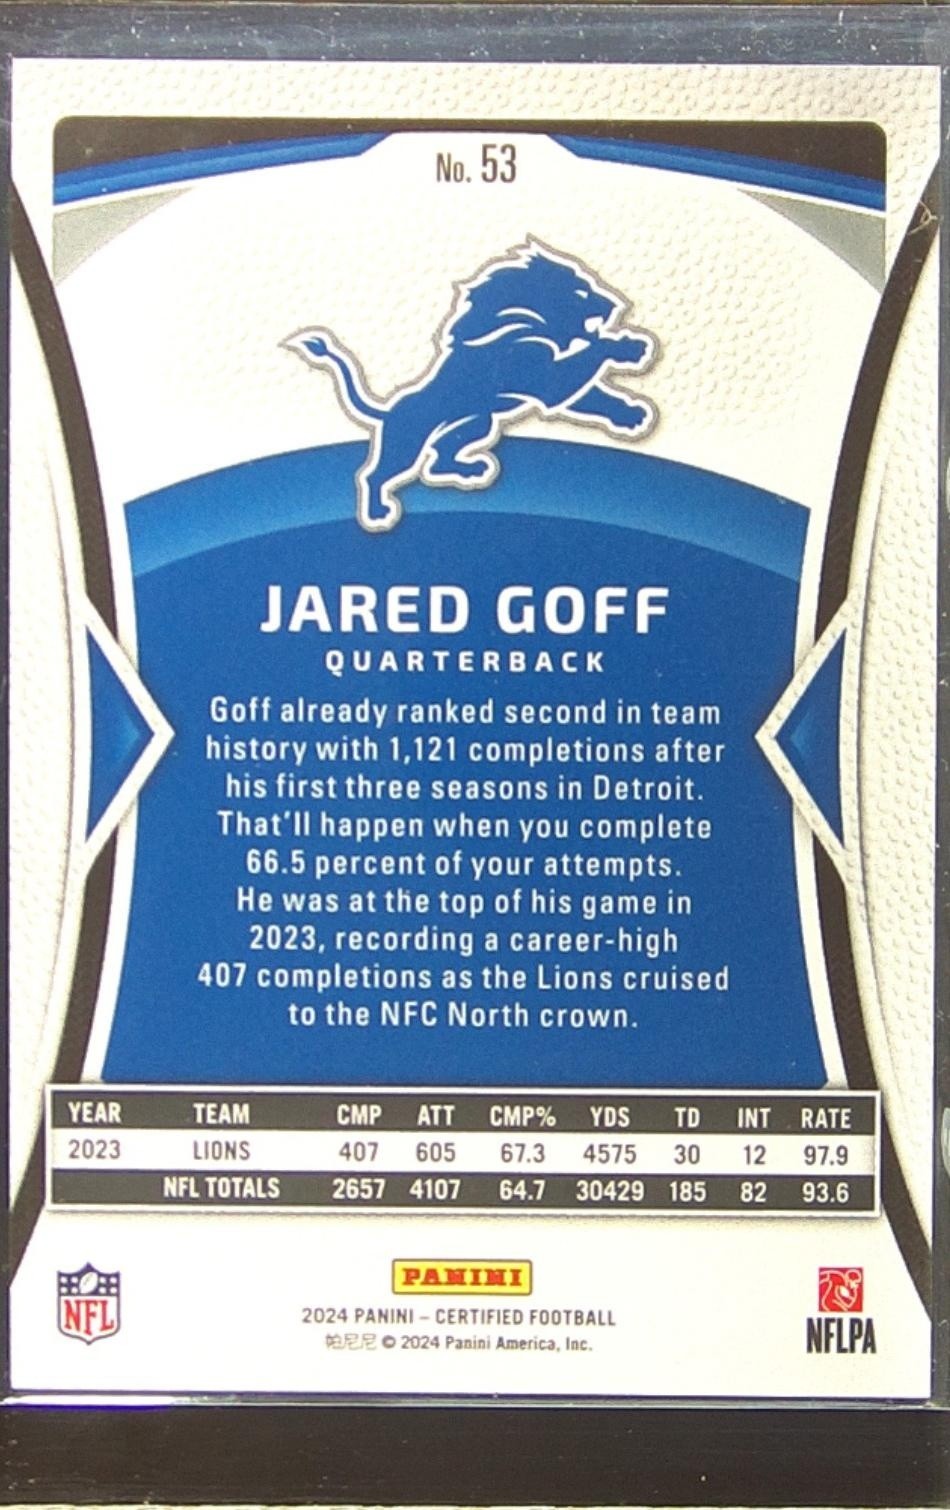 No. 53
JARED GOFF
QUARTERBACK
Goff already ranked second in team
history with 1,121 completions after
his first three seasons in Detroit.
That'll happen when you complete
66.5 percent of your attempts.
He was at the top of his game in
2023, recording a career-high
407 completions as the Lions cruised
to the NFC North crown.
YEAR TEAM CMP ATT CMP% YDS TD INT RATE
2023 LIONS 407 605 67.3 4575 30 12 97.9
NFL TOTALS 2657 4107 64.7 30429 185 82 93.6
PANINI
NFL
2024 PANINI – CERTIFIED FOOTBALL
帕尼尼 © 2024 Panini America, Inc.
NFLPA